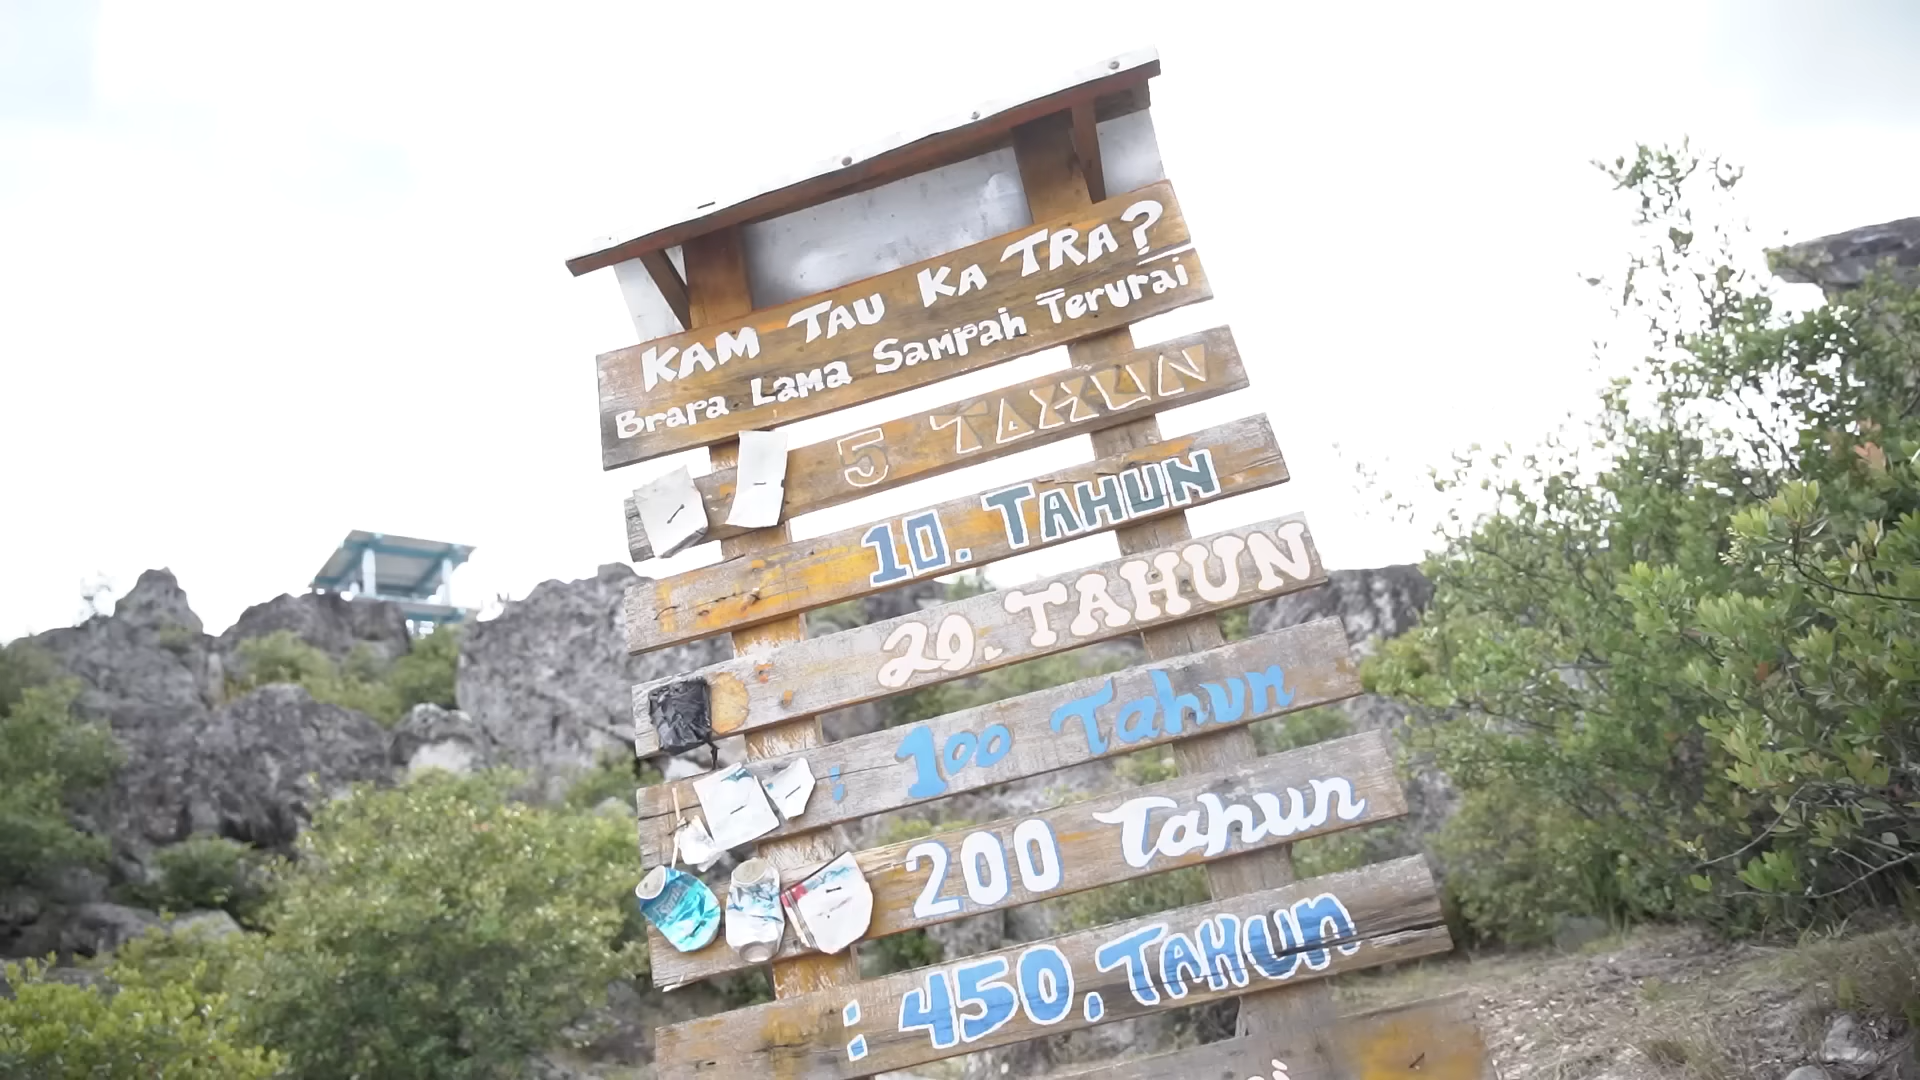 KAM TAU KA TRA?
Brapa Lama Sampah Terurai
5 TAHUN
10. TAHUN
20. TAHUN
: 100 Tahun
200 Tahun
: 450. TAHUN